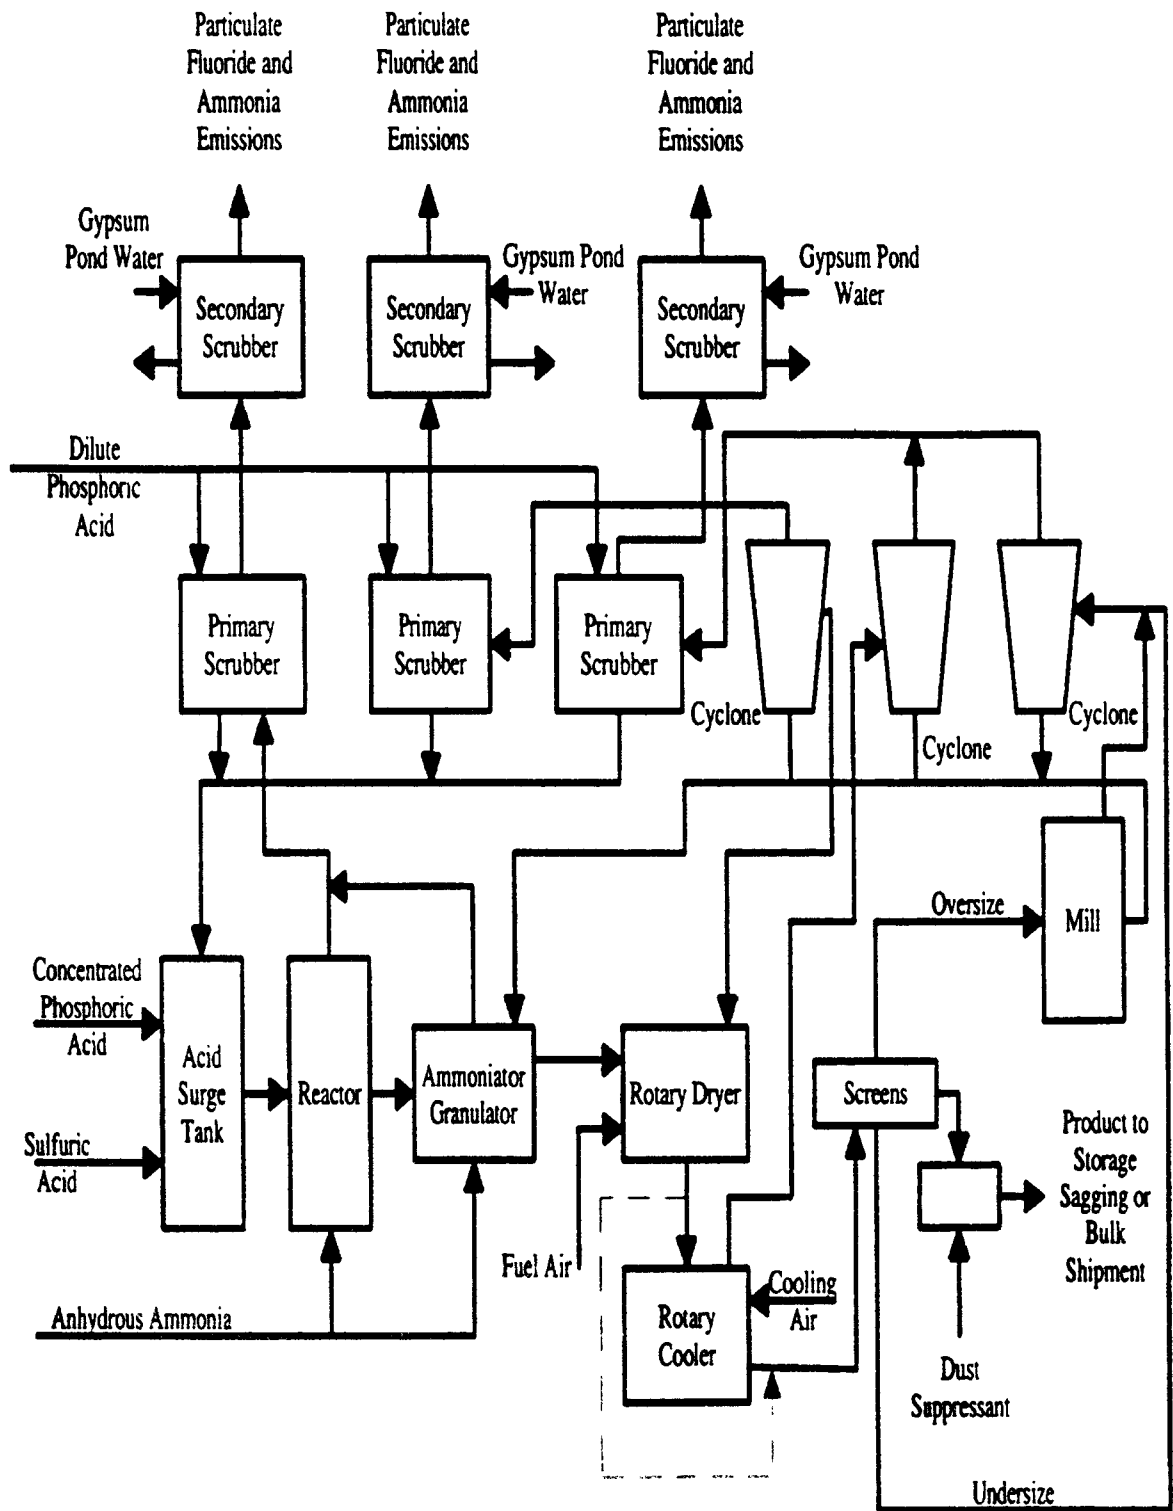 Particulate
Fluoride and
Ammonia
Emissions
Particulate
Fluoride and
Ammonia
Emissions
Particulate
Fluoride and
Ammonia
Emissions
Gypsum
Pond Water
Gypsum Pond
Water
Gypsum Pond
Water
Secondary
Scrubber
Secondary
Scrubber
Secondary
Scrubber
Dilute
Phosphoric
Acid
Primary
Scrubber
Primary
Scrubber
Primary
Scrubber
Cyclone
Cyclone
Cyclone
Oversize
Mill
Concentrated
Phosphoric
Acid
Acid
Surge
Tank
Reactor
Ammoniator
Granulator
Rotary Dryer
Screens
Sulfuric
Acid
Product to
Storage
Sagging or
Bulk
Shipment
Fuel Air
Cooling
Air
Anhydrous Ammonia
Rotary
Cooler
Dust
Suppressant
Undersize